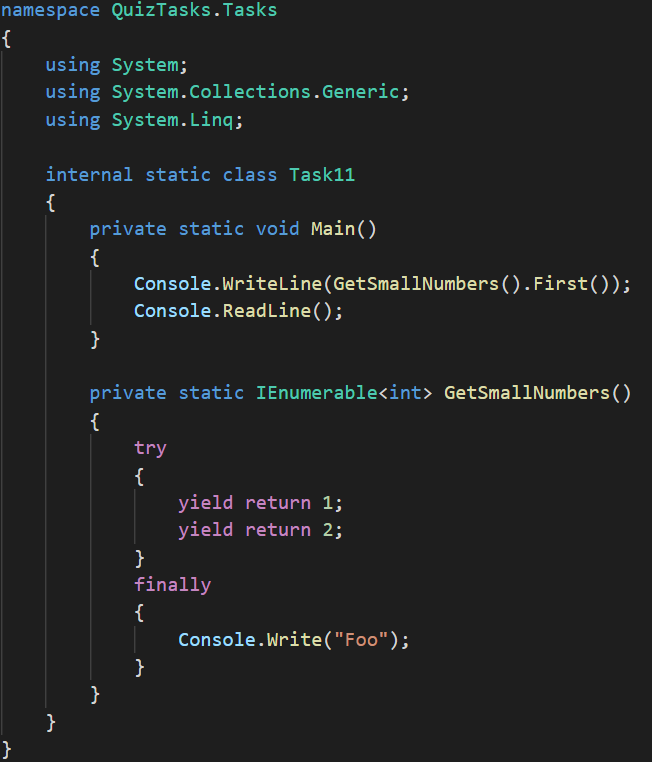 namespace QuizTasks.Tasks
{
    using System;
    using System.Collections.Generic;
    using System.Linq;

    internal static class Task11
    {
        private static void Main()
        {
            Console.WriteLine(GetSmallNumbers().First());
            Console.ReadLine();
        }

        private static IEnumerable<int> GetSmallNumbers()
        {
            try
            {
                yield return 1;
                yield return 2;
            }
            finally
            {
                Console.Write("Foo");
            }
        }
    }
}